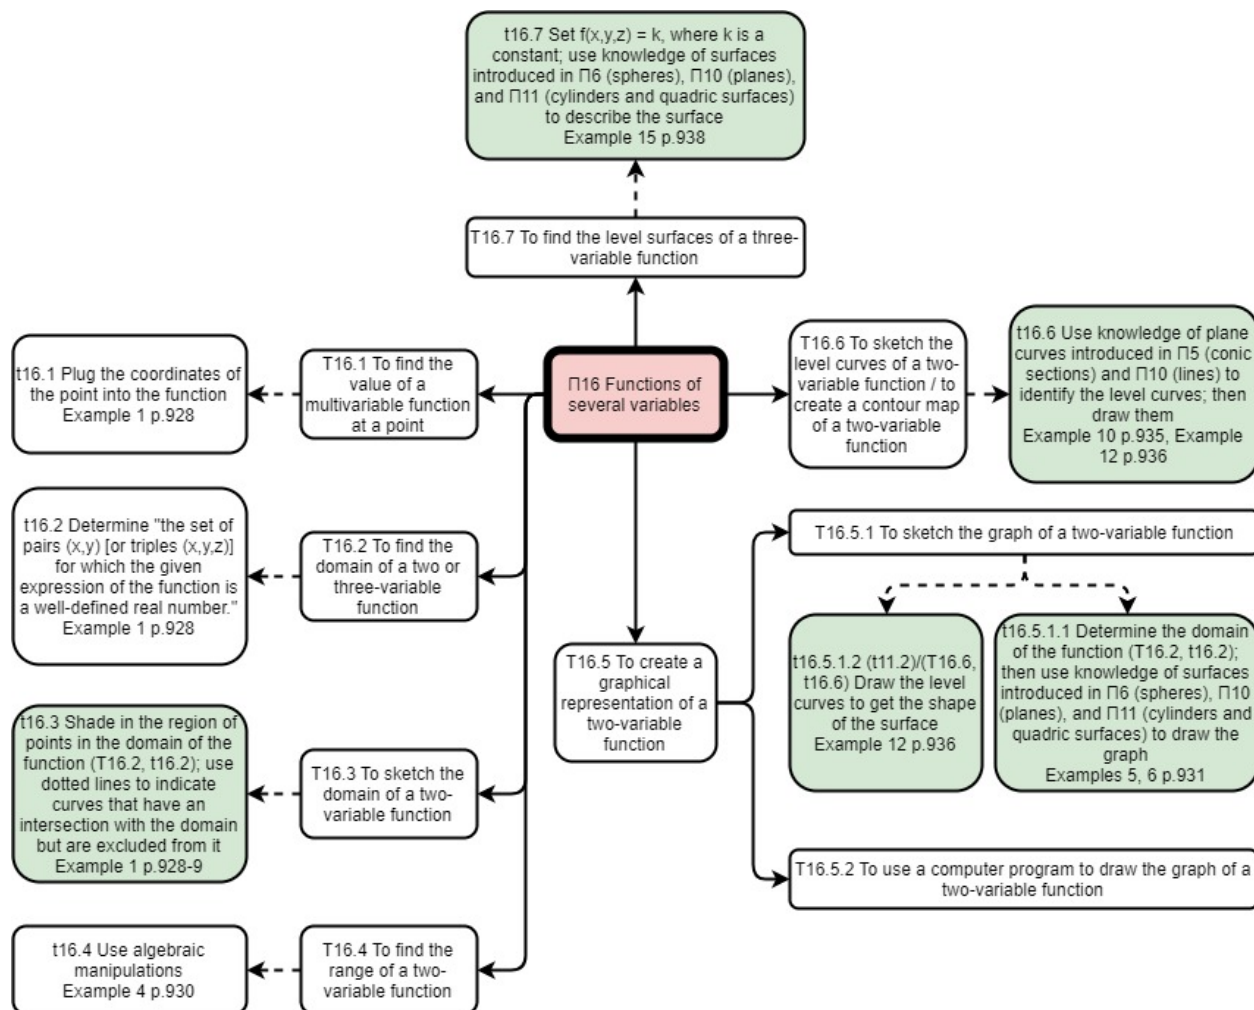 t16.7 Set f(x,y,z) = k, where k is a
constant; use knowledge of surfaces
introduced in Π6 (spheres), Π10 (planes),
and Π11 (cylinders and quadric surfaces)
to describe the surface
Example 15 p.938
T16.7 To find the level surfaces of a three-
variable function
t16.1 Plug the coordinates of
the point into the function
Example 1 p.928
T16.1 To find the
value of a
multivariable function
at a point
Π16 Functions of
several variables
T16.6 To sketch the
level curves of a two-
variable function / to
create a contour map
of a two-variable
function
t16.6 Use knowledge of plane
curves introduced in Π5 (conic
sections) and Π10 (lines) to
identify the level curves; then
draw them
Example 10 p.935, Example
12 p.936
t16.2 Determine "the set of
pairs (x,y) [or triples (x,y,z)]
for which the given
expression of the function is
a well-defined real number."
Example 1 p.928
T16.2 To find the
domain of a two or
three-variable
function
T16.5.1 To sketch the graph of a two-variable function
t16.5.1.2 (t11.2)/(T16.6,
t16.6) Draw the level
curves to get the shape
of the surface
Example 12 p.936
t16.5.1.1 Determine the domain
of the function (T16.2, t16.2);
then use knowledge of surfaces
introduced in Π6 (spheres), Π10
(planes), and Π11 (cylinders and
quadric surfaces) to draw the
graph
Examples 5, 6 p.931
T16.5 To create a
graphical
representation of a
two-variable
function
t16.3 Shade in the region of
points in the domain of the
function (T16.2, t16.2); use
dotted lines to indicate
curves that have an
intersection with the domain
but are excluded from it
Example 1 p.928-9
T16.3 To sketch the
domain of a two-
variable function
T16.5.2 To use a computer program to draw the graph of a
two-variable function
t16.4 Use algebraic
manipulations
Example 4 p.930
T16.4 To find the
range of a two-
variable function